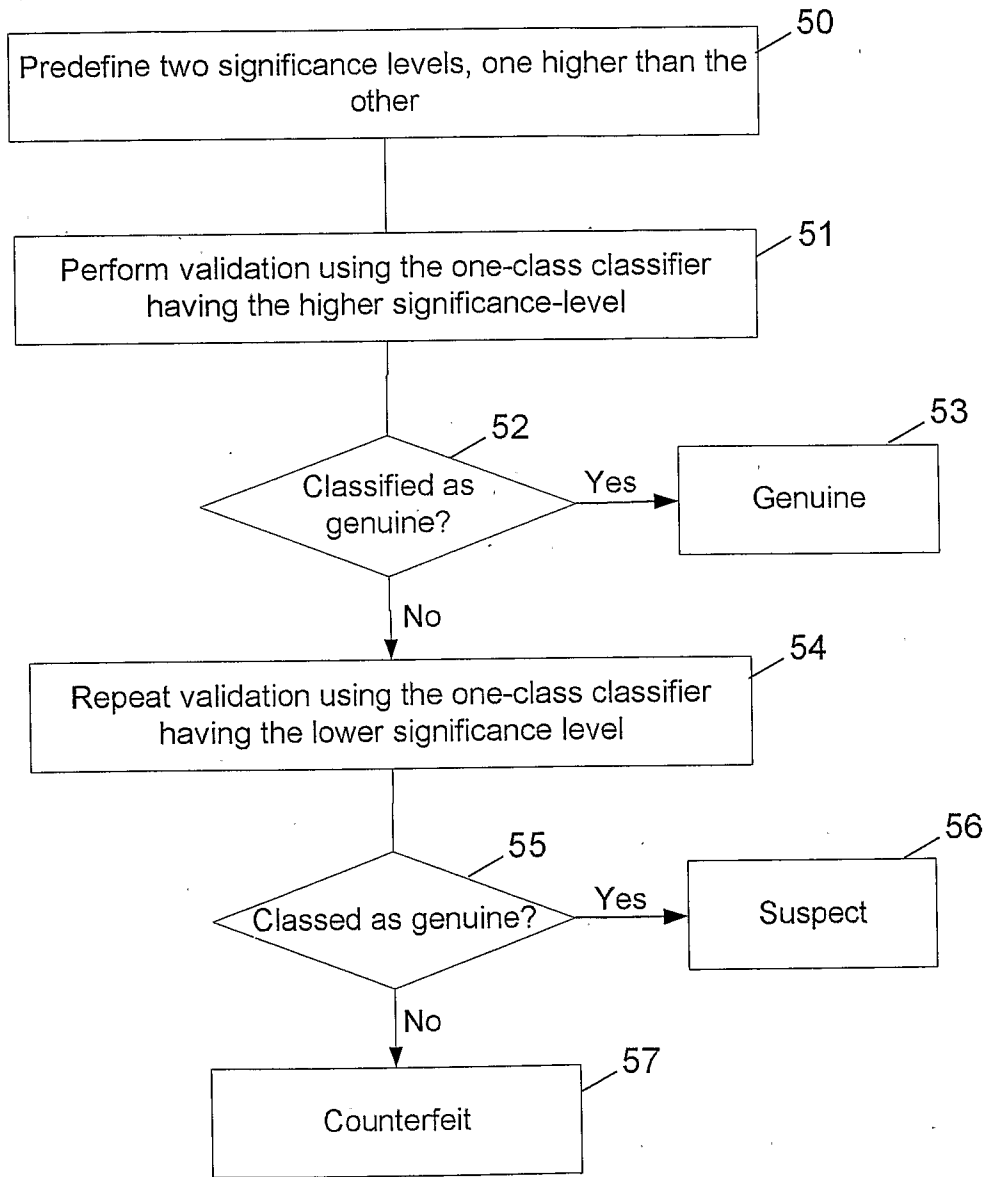 50
Predefine two significance levels, one higher than the
other
51
Perform validation using the one-class classifier
having the higher significance-level
52
Classified as
genuine?
Yes
53
Genuine
No
54
Repeat validation using the one-class classifier
having the lower significance level
55
Classed as genuine?
Yes
56
Suspect
No
57
Counterfeit